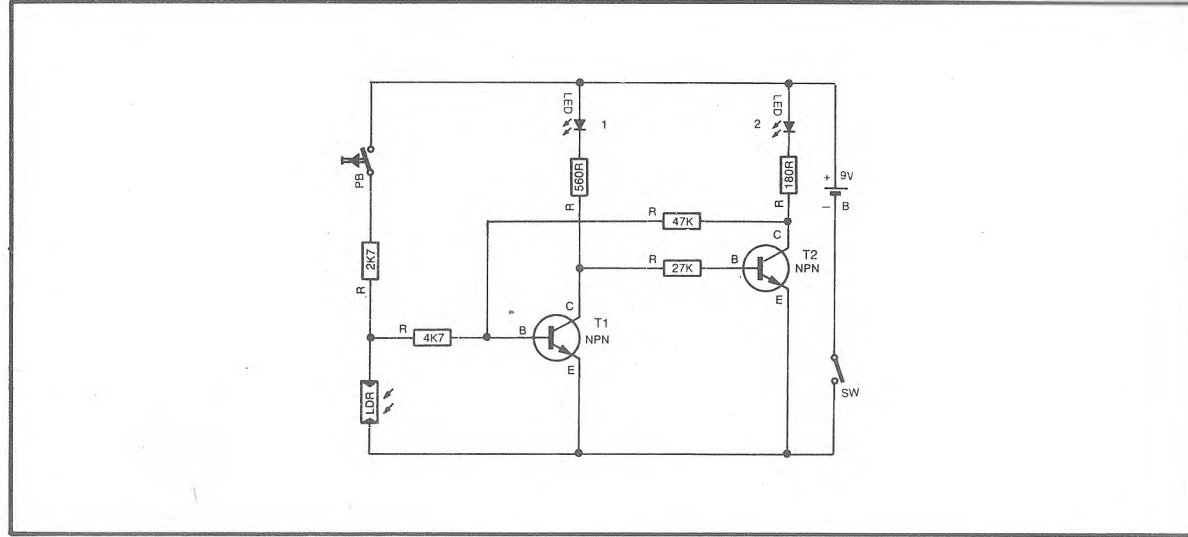 LED
1
LED
2
PB
560R
R
180R
R
+ 9V
– B
R
47K
C
T2
NPN
R
27K
B
E
2K7
R
C
T1
NPN
R
4K7
B
E
LDR
SW